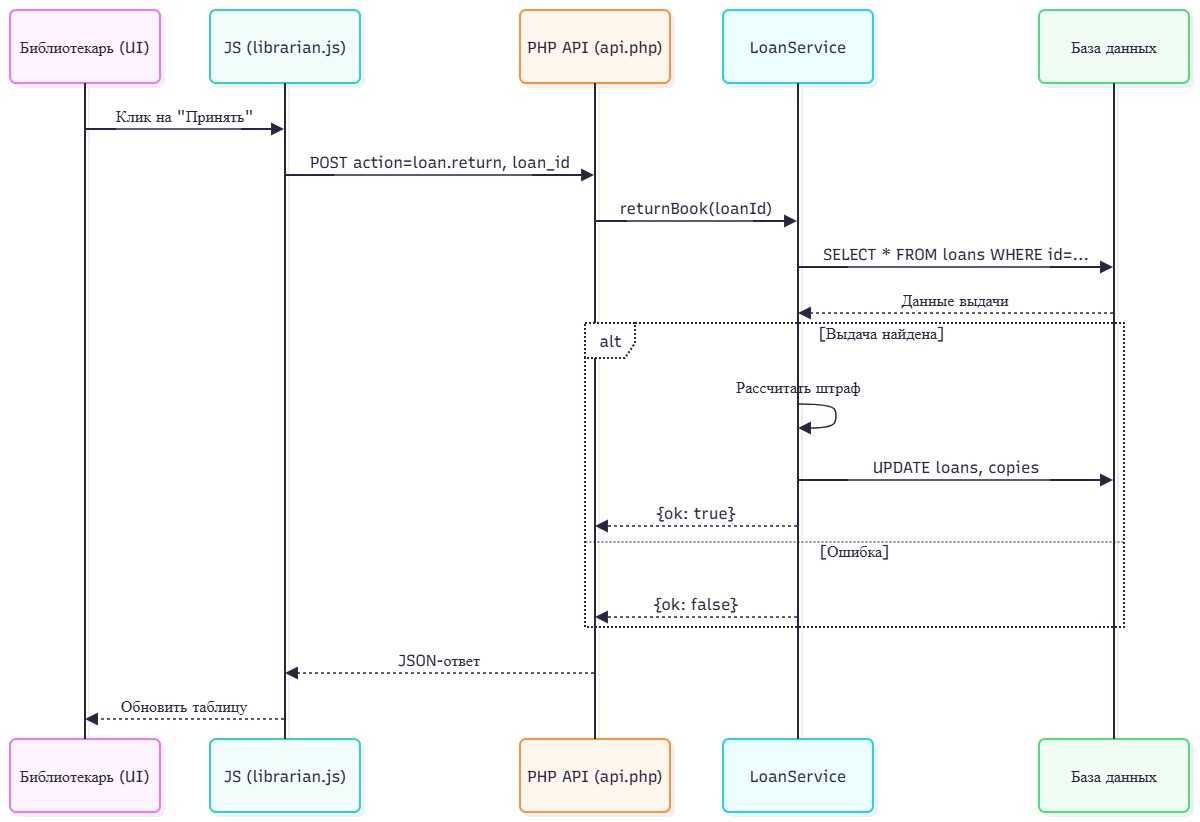 Библиотекарь (UI)
JS (librarian.js)
PHP API (api.php)
LoanService
База данных
Клик на "Принять"
POST action=loan.return, loan_id
returnBook(loanId)
SELECT * FROM loans WHERE id=...
Данные выдачи
alt
[Выдача найдена]
Рассчитать штраф
UPDATE loans, copies
{ok: true}
[Ошибка]
{ok: false}
JSON-ответ
Обновить таблицу
Библиотекарь (UI)
JS (librarian.js)
PHP API (api.php)
LoanService
База данных